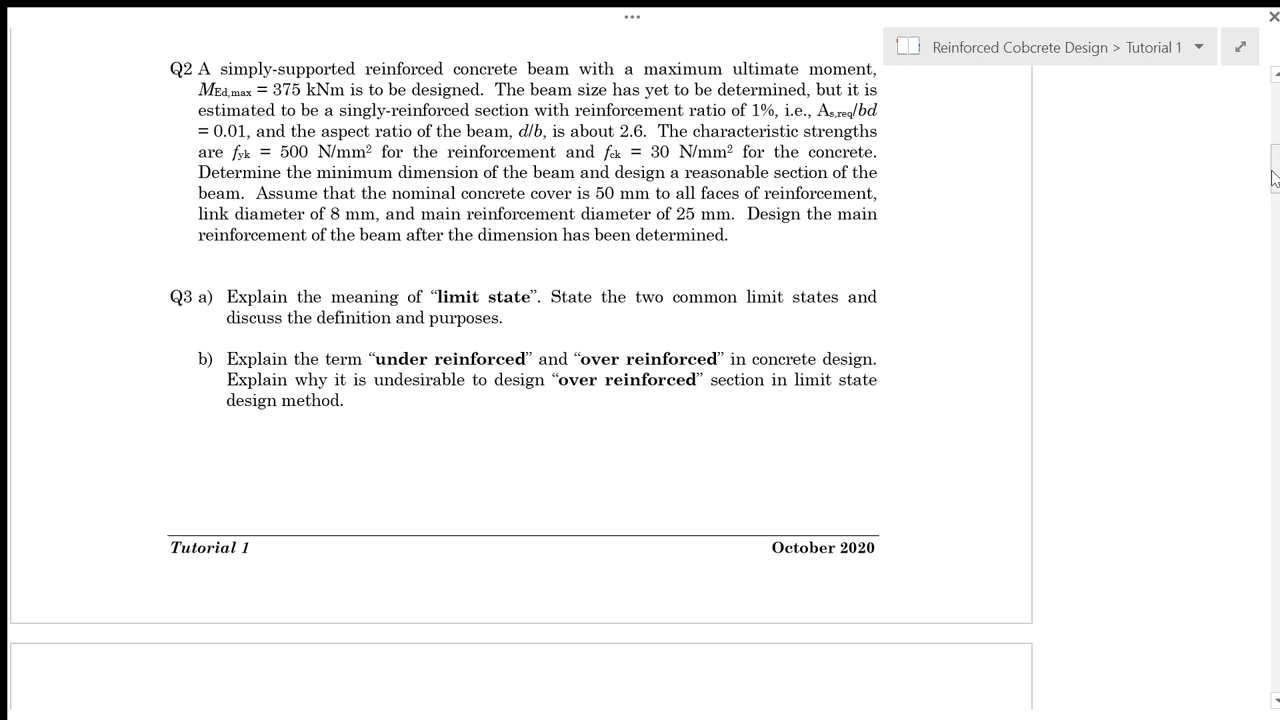 Reinforced Cobcrete Design > Tutorial 1
Q2 A simply-supported reinforced concrete beam with a maximum ultimate moment,
MEd,max = 375 kNm is to be designed. The beam size has yet to be determined, but it is
estimated to be a singly-reinforced section with reinforcement ratio of 1%, i.e., As,req/bd
= 0.01, and the aspect ratio of the beam, d/b, is about 2.6. The characteristic strengths
are fyk = 500 N/mm² for the reinforcement and fck = 30 N/mm² for the concrete.
Determine the minimum dimension of the beam and design a reasonable section of the
beam. Assume that the nominal concrete cover is 50 mm to all faces of reinforcement,
link diameter of 8 mm, and main reinforcement diameter of 25 mm. Design the main
reinforcement of the beam after the dimension has been determined.
Q3 a) Explain the meaning of “limit state”. State the two common limit states and
discuss the definition and purposes.
b) Explain the term “under reinforced” and “over reinforced” in concrete design.
Explain why it is undesirable to design “over reinforced” section in limit state
design method.
Tutorial 1 October 2020